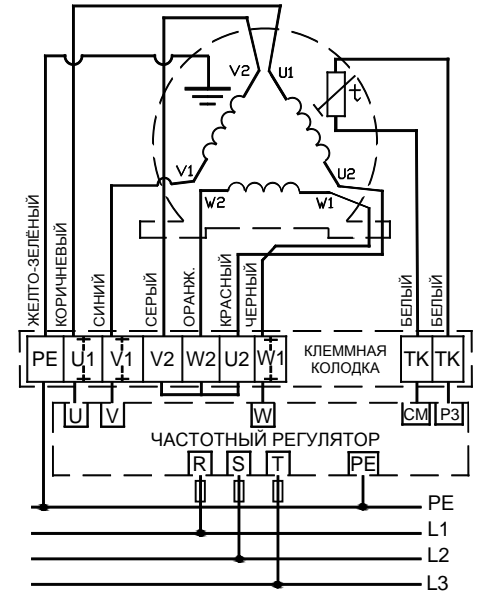 V2 U1
t
V1 U2
W2 W1
ЖЕЛТО-ЗЕЛЁНЫЙ
КОРИЧНЕВЫЙ
СИНИЙ
СЕРЫЙ
ОРАНЖ.
КРАСНЫЙ
ЧЕРНЫЙ
БЕЛЫЙ
БЕЛЫЙ
PE U1 V1 V2 W2 U2 W1 КЛЕММНАЯ КОЛОДКА TK TK
U V W CM P3
ЧАСТОТНЫЙ РЕГУЛЯТОР
R S T PE
PE
L1
L2
L3